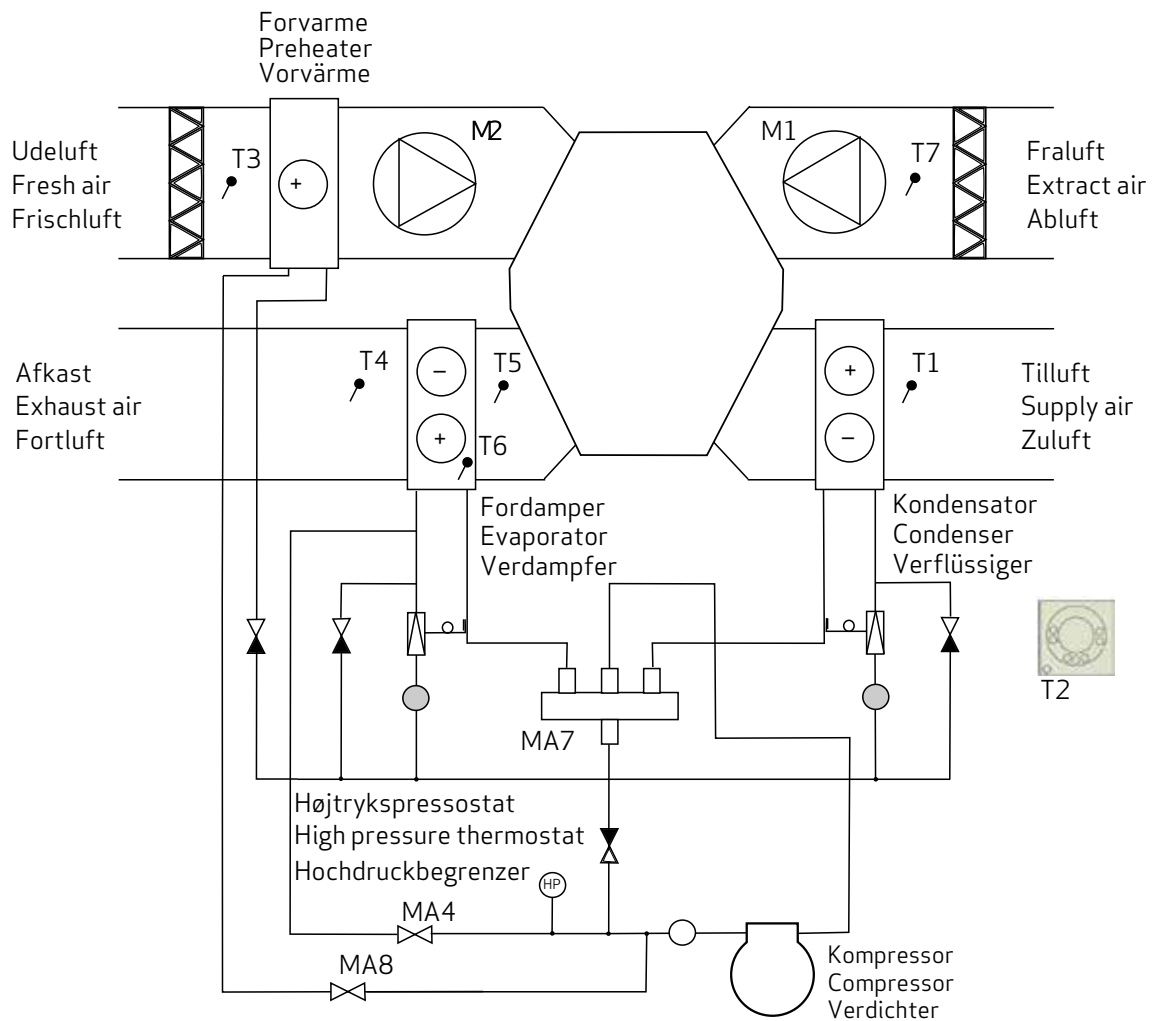 Forvarme
Preheater
Vorvärme
M2
M1
T3
T7
+
Udeluft
Fresh air
Frischluft
Fraluft
Extract air
Abluft
T4
T5
T1
−
+
+
−
T6
Afkast
Exhaust air
Fortluft
Tilluft
Supply air
Zuluft
Fordamper
Evaporator
Verdampfer
Kondensator
Condenser
Verflüssiger
T2
MA7
Højtrykspressostat
High pressure thermostat
Hochdruckbegrenzer
HP
MA4
MA8
Kompressor
Compressor
Verdichter